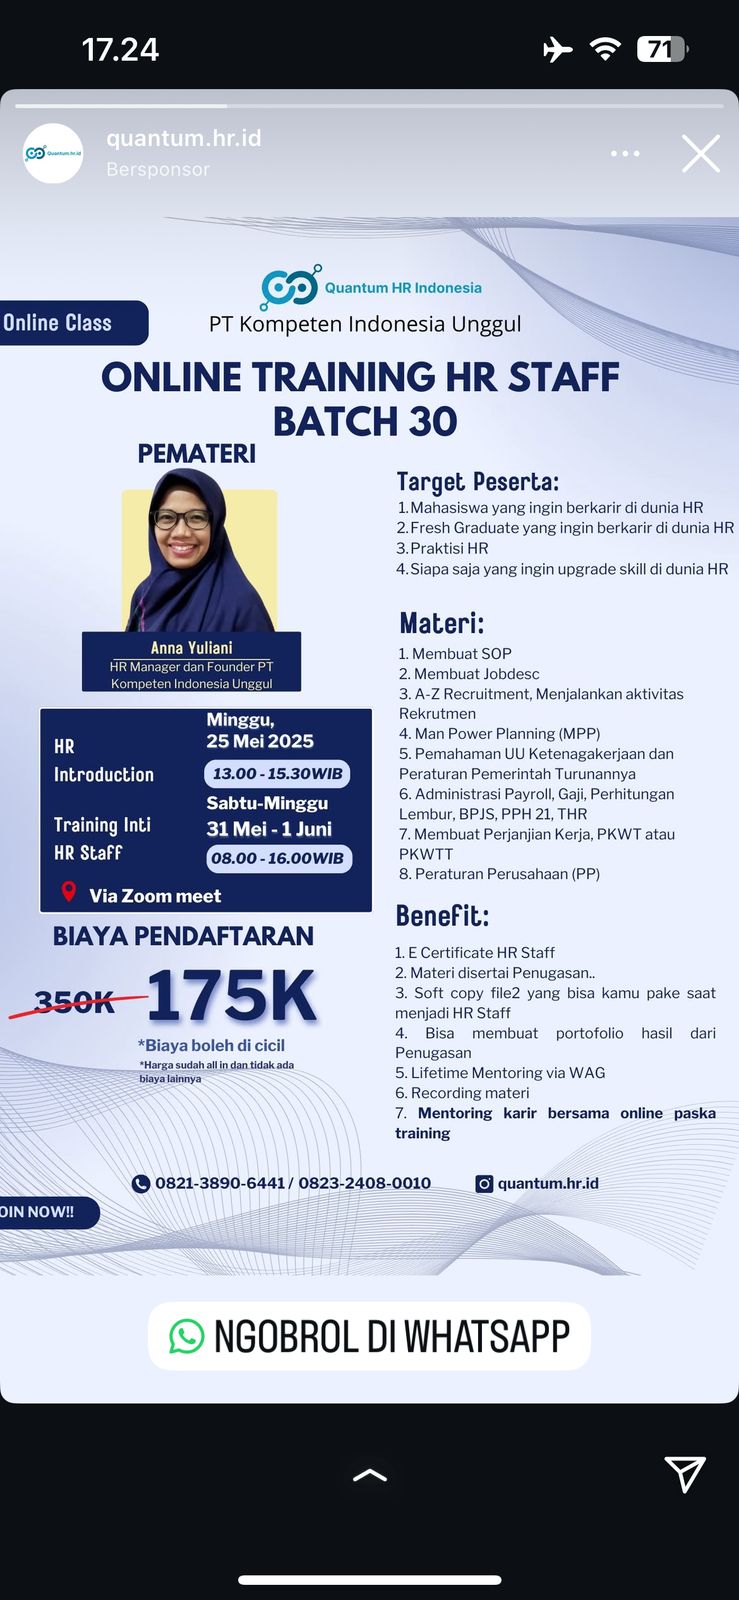 17.24
71
quantum.hr.id
Quantum.hr.id
Bersponsor
Quantum HR Indonesia
Online Class
PT Kompeten Indonesia Unggul
ONLINE TRAINING HR STAFF
BATCH 30
PEMATERI
Anna Yuliani
HR Manager dan Founder PT
Kompeten Indonesia Unggul
HR
Introduction
Minggu,
25 Mei 2025
13.00 - 15.30WIB
Training Inti
HR Staff
Sabtu-Minggu
31 Mei - 1 Juni
08.00 - 16.00WIB
Via Zoom meet
BIAYA PENDAFTARAN
350K 175K
*Biaya boleh di cicil
*Harga sudah all in dan tidak ada
biaya lainnya
Target Peserta:
1. Mahasiswa yang ingin berkarir di dunia HR
2. Fresh Graduate yang ingin berkarir di dunia HR
3. Praktisi HR
4. Siapa saja yang ingin upgrade skill di dunia HR
Materi:
1. Membuat SOP
2. Membuat Jobdesc
3. A-Z Recruitment, Menjalankan aktivitas
Rekrutmen
4. Man Power Planning (MPP)
5. Pemahaman UU Ketenagakerjaan dan
Peraturan Pemerintah Turunannya
6. Administrasi Payroll, Gaji, Perhitungan
Lembur, BPJS, PPH 21, THR
7. Membuat Perjanjian Kerja, PKWT atau
PKWTT
8. Peraturan Perusahaan (PP)
Benefit:
1. E Certificate HR Staff
2. Materi disertai Penugasan..
3. Soft copy file2 yang bisa kamu pake saat
menjadi HR Staff
4. Bisa membuat portofolio hasil dari
Penugasan
5. Lifetime Mentoring via WAG
6. Recording materi
7. Mentoring karir bersama online paska
training
0821-3890-6441 / 0823-2408-0010
quantum.hr.id
OIN NOW!!
NGOBROL DI WHATSAPP